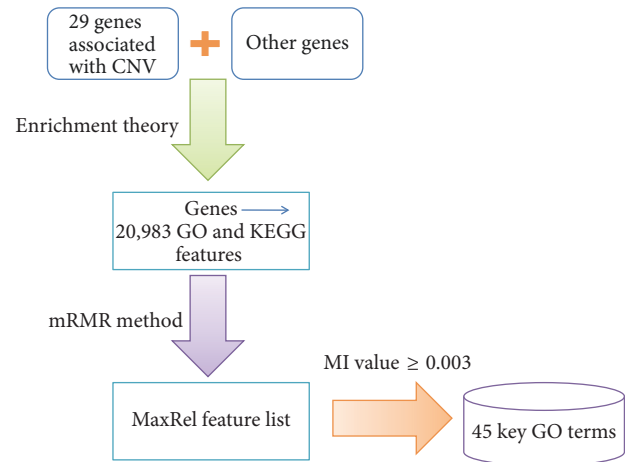 29 genes
associated
with CNV
Other genes
Enrichment theory
Genes
20,983 GO and KEGG
features
mRMR method
MI value ≥ 0.003
MaxRel feature list
45 key GO terms